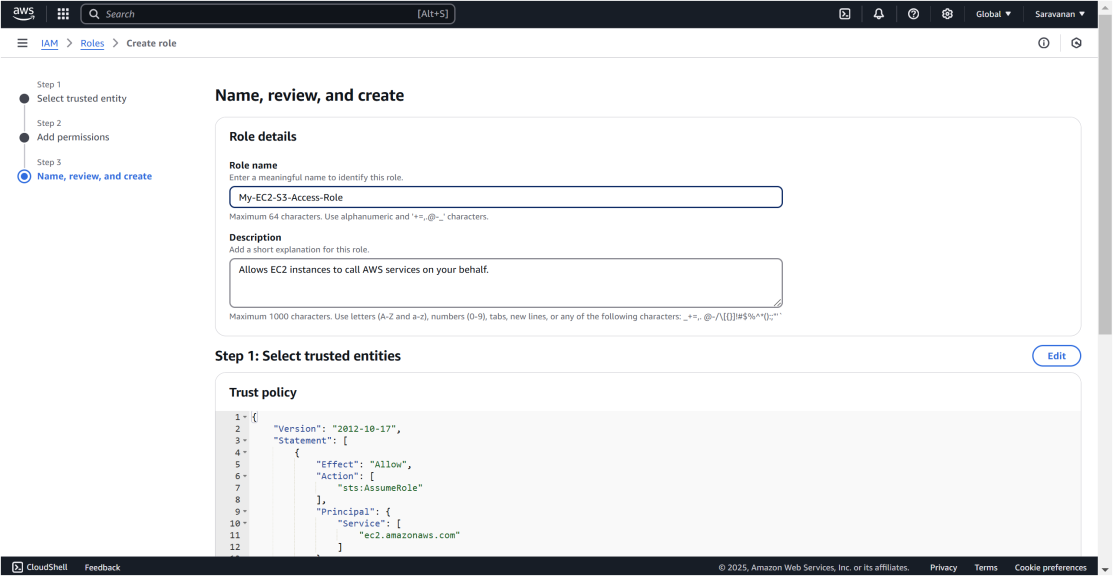 aws
Search [Alt+S]
Global ▼
Saravanan ▼
IAM > Roles > Create role
Step 1
Select trusted entity
Step 2
Add permissions
Step 3
Name, review, and create
Name, review, and create
Role details
Role name
Enter a meaningful name to identify this role.
My-EC2-S3-Access-Role
Maximum 64 characters. Use alphanumeric and '+=,.@-_' characters.
Description
Add a short explanation for this role.
Allows EC2 instances to call AWS services on your behalf.
Maximum 1000 characters. Use letters (A-Z and a-z), numbers (0-9), tabs, new lines, or any of the following characters: _+=,. @-/\[{}]!#$%^*();:"'`
Step 1: Select trusted entities
Edit
Trust policy
1 {
2 "Version": "2012-10-17",
3 "Statement": [
4 {
5 "Effect": "Allow",
6 "Action": [
7 "sts:AssumeRole"
8 ],
9 "Principal": {
10 "Service": [
11 "ec2.amazonaws.com"
12 ]
CloudShell Feedback © 2025, Amazon Web Services, Inc. or its affiliates. Privacy Terms Cookie preferences